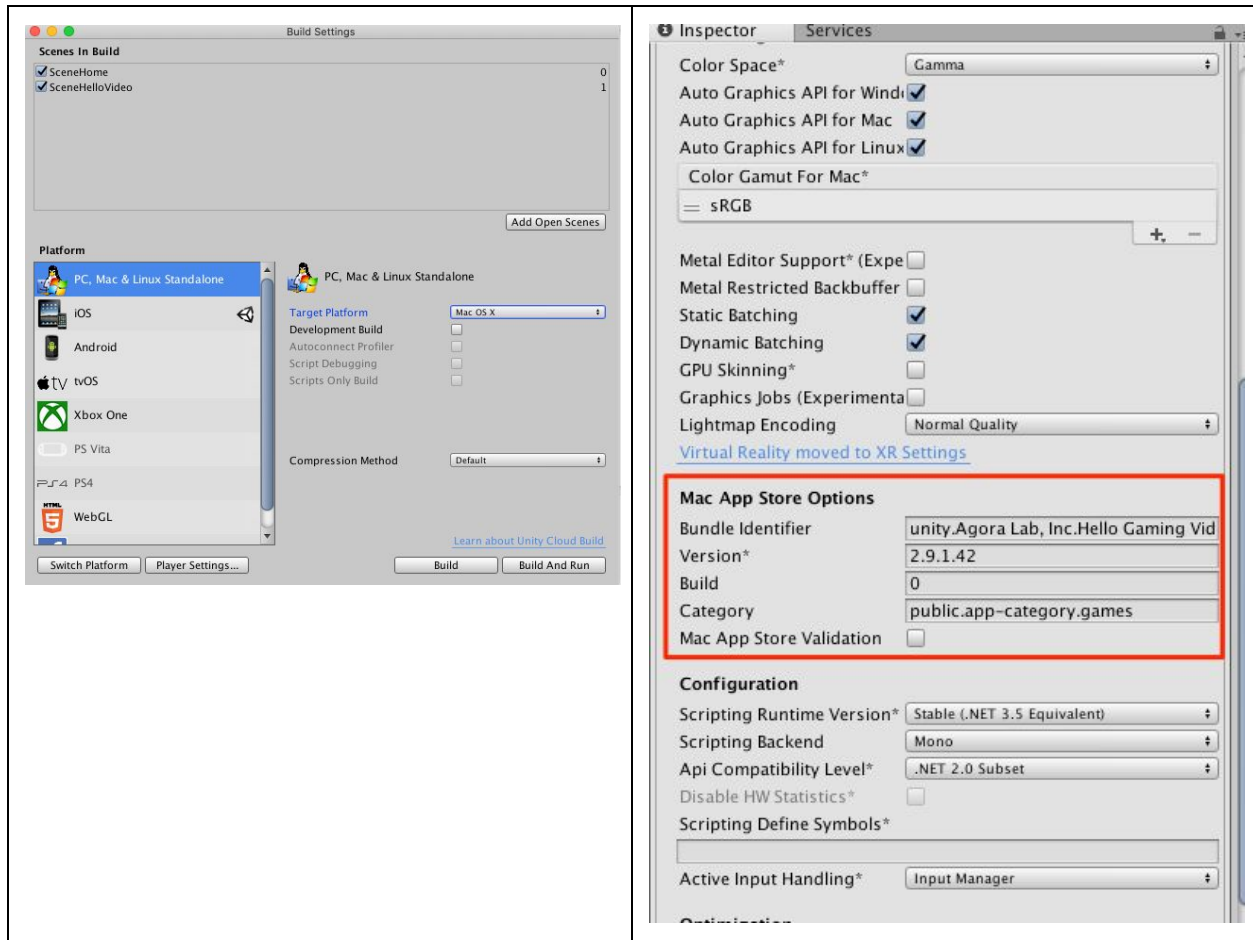 Build Settings
Scenes In Build
SceneHome 0
SceneHelloVideo 1
Add Open Scenes
Platform
PC, Mac & Linux Standalone
iOS
Android
tv tvOS
Xbox One
PS Vita
PS4 PS4
HTML 5 WebGL
PC, Mac & Linux Standalone
Target Platform Mac OS X
Development Build
Autoconnect Profiler
Script Debugging
Scripts Only Build
Compression Method Default
Learn about Unity Cloud Build
Switch Platform Player Settings... Build Build And Run
Inspector Services
Color Space* Gamma
Auto Graphics API for Wind
Auto Graphics API for Mac
Auto Graphics API for Linux
Color Gamut For Mac*
sRGB
Metal Editor Support* (Expe
Metal Restricted Backbuffer
Static Batching
Dynamic Batching
GPU Skinning*
Graphics Jobs (Experimenta
Lightmap Encoding Normal Quality
Virtual Reality moved to XR Settings
Mac App Store Options
Bundle Identifier unity.Agora Lab, Inc.Hello Gaming Vid
Version* 2.9.1.42
Build 0
Category public.app-category.games
Mac App Store Validation
Configuration
Scripting Runtime Version* Stable (.NET 3.5 Equivalent)
Scripting Backend Mono
Api Compatibility Level* .NET 2.0 Subset
Disable HW Statistics*
Scripting Define Symbols*
Active Input Handling* Input Manager